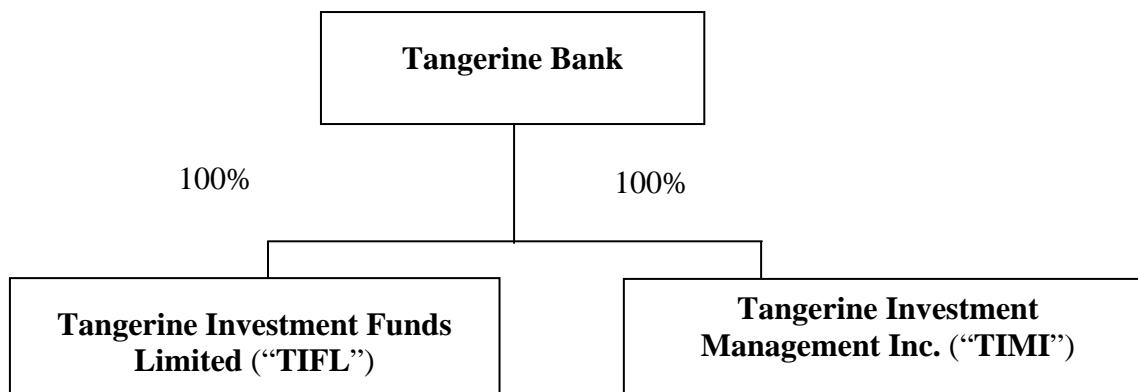 Tangerine Bank
100%
100%
Tangerine Investment Funds
Limited (“TIFL”)
Tangerine Investment
Management Inc. (“TIMI”)